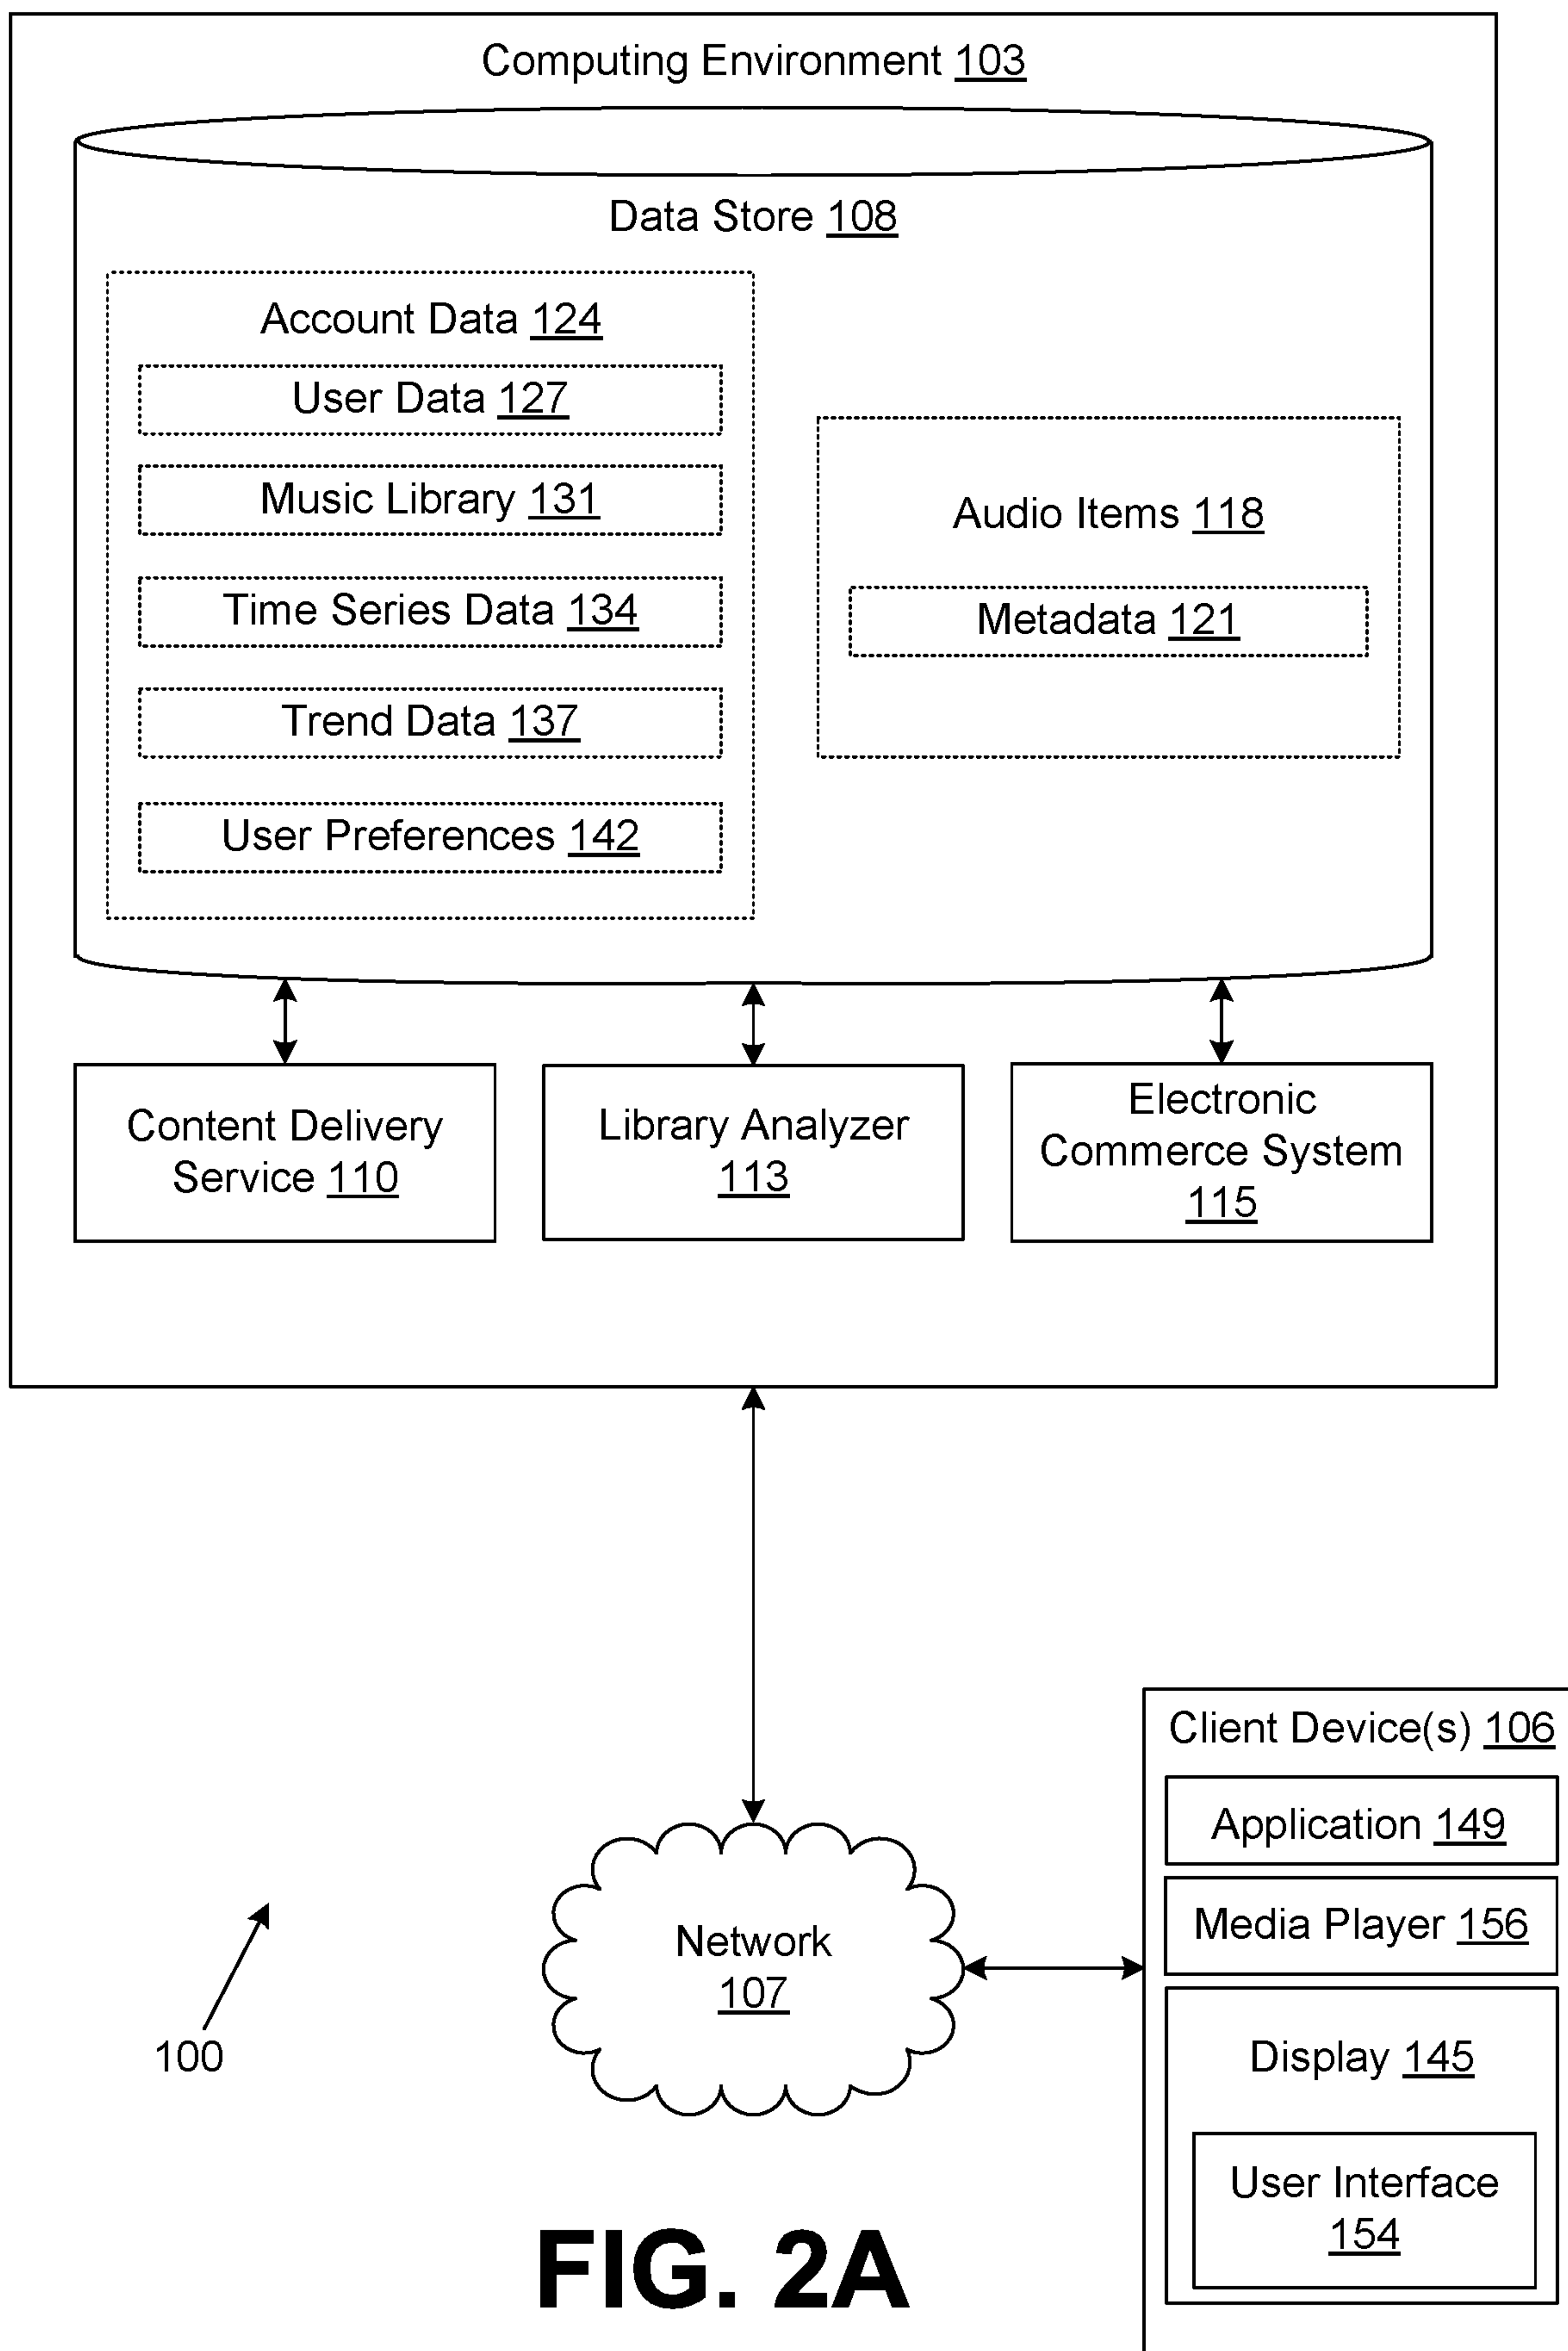 Computing Environment 103
Data Store 108
Account Data 124
User Data 127
Music Library 131
Time Series Data 134
Trend Data 137
User Preferences 142
Audio Items 118
Metadata 121
Content Delivery
Service 110
Library Analyzer
113
Electronic
Commerce System
115
Client Device(s) 106
Application 149
Media Player 156
Display 145
User Interface
154
Network
107
100
FIG. 2A